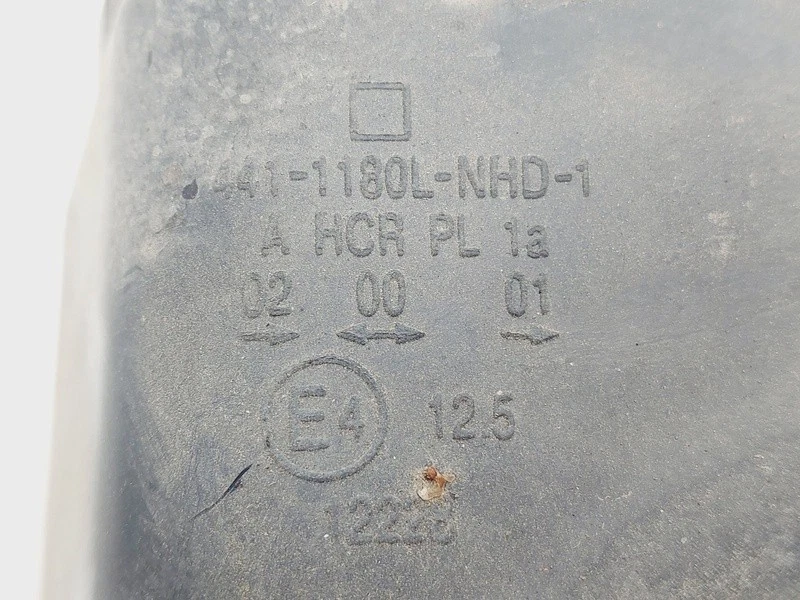 441-1180L-NHD-1
A HCR PL 1a
02 00 01
E4 12.5